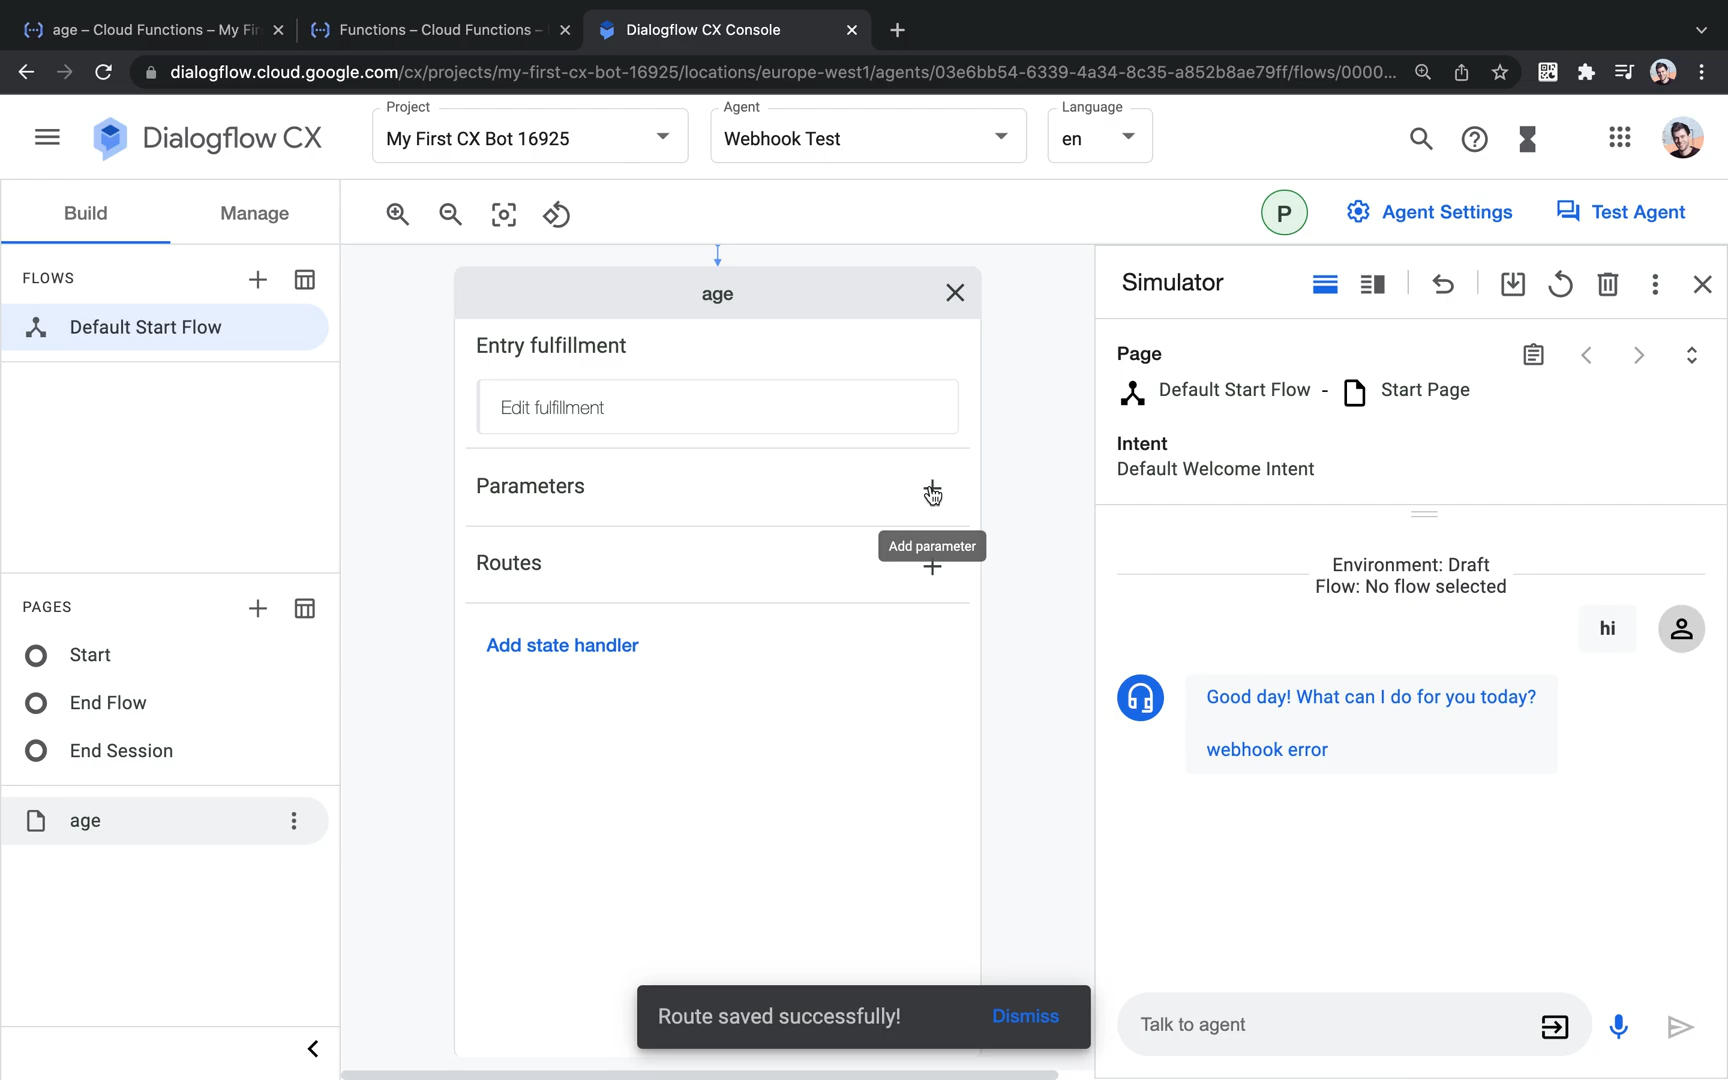 age – Cloud Functions – My Fir
Functions – Cloud Functions –
Dialogflow CX Console
dialogflow.cloud.google.com/cx/projects/my-first-cx-bot-16925/locations/europe-west1/agents/03e6bb54-6339-4a34-8c35-a852b8ae79ff/flows/0000...
Dialogflow CX
Project
My First CX Bot 16925
Agent
Webhook Test
Language
en
Build
Manage
P
Agent Settings
Test Agent
FLOWS
Default Start Flow
PAGES
Start
End Flow
End Session
age
age
Entry fulfillment
Edit fulfillment
Parameters
Add parameter
Routes
Add state handler
Route saved successfully!
Dismiss
Simulator
Page
Default Start Flow - Start Page
Intent
Default Welcome Intent
Environment: Draft
Flow: No flow selected
hi
Good day! What can I do for you today?
webhook error
Talk to agent